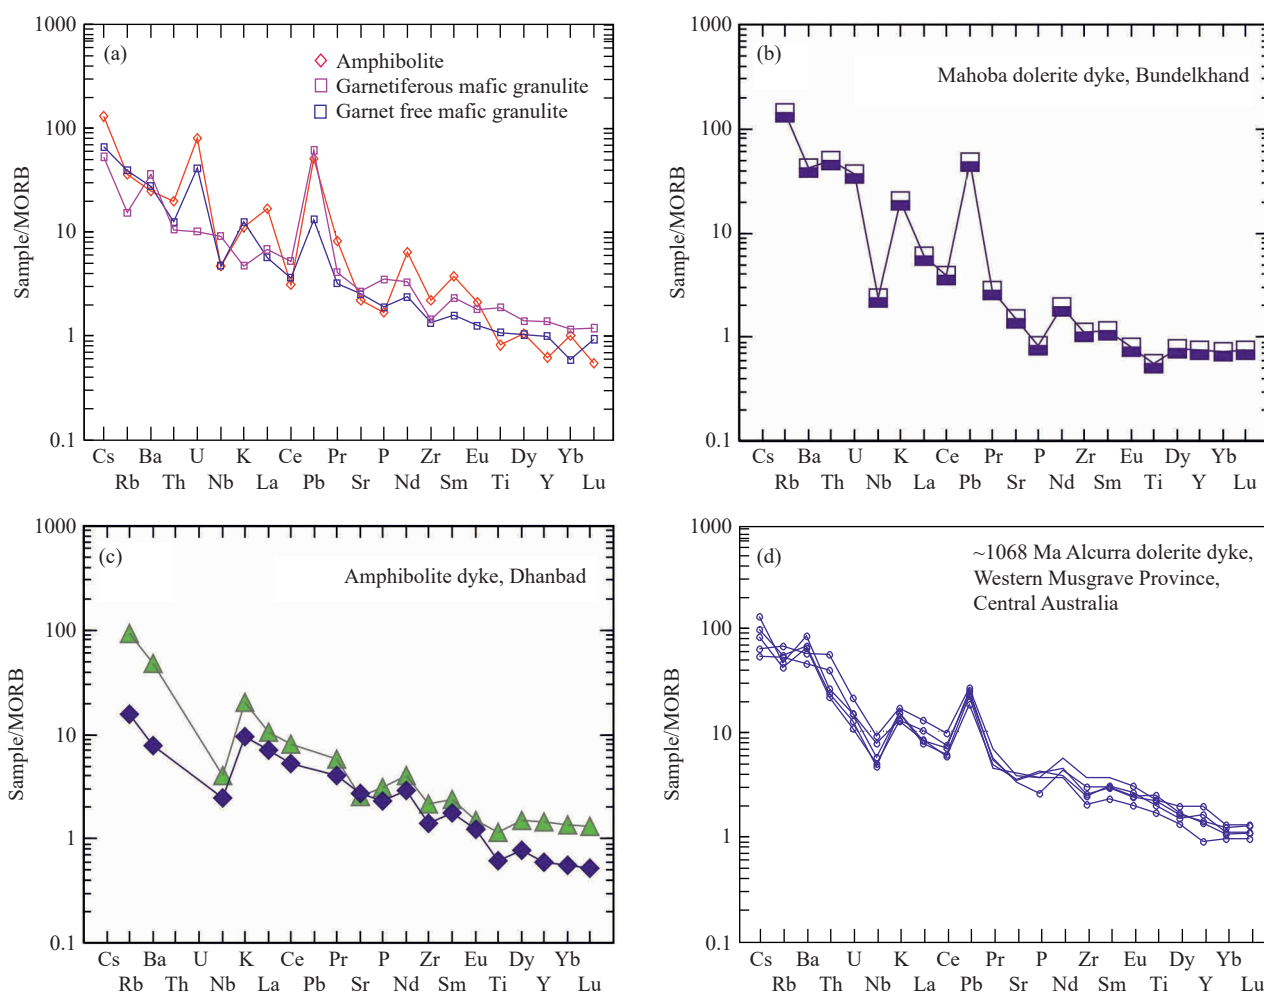 1000
100
10
1
0.1
Sample/MORB
(a)
Amphibolite
Garnetiferous mafic granulite
Garnet free mafic granulite
Cs Ba U K Ce Pr P Zr Eu Dy Yb
Rb Th Nb La Pb Sr Nd Sm Ti Y Lu
1000
100
10
1
0.1
Sample/MORB
(b)
Mahoba dolerite dyke, Bundelkhand
Cs Ba U K Ce Pr P Zr Eu Dy Yb
Rb Th Nb La Pb Sr Nd Sm Ti Y Lu
1000
100
10
1
0.1
Sample/MORB
(c)
Amphibolite dyke, Dhanbad
Cs Ba U K Ce Pr P Zr Eu Dy Yb
Rb Th Nb La Pb Sr Nd Sm Ti Y Lu
1000
100
10
1
0.1
Sample/MORB
(d)
~1068 Ma Alcurra dolerite dyke,
Western Musgrave Province,
Central Australia
Cs Ba U K Ce Pr P Zr Eu Dy Yb
Rb Th Nb La Pb Sr Nd Sm Ti Y Lu